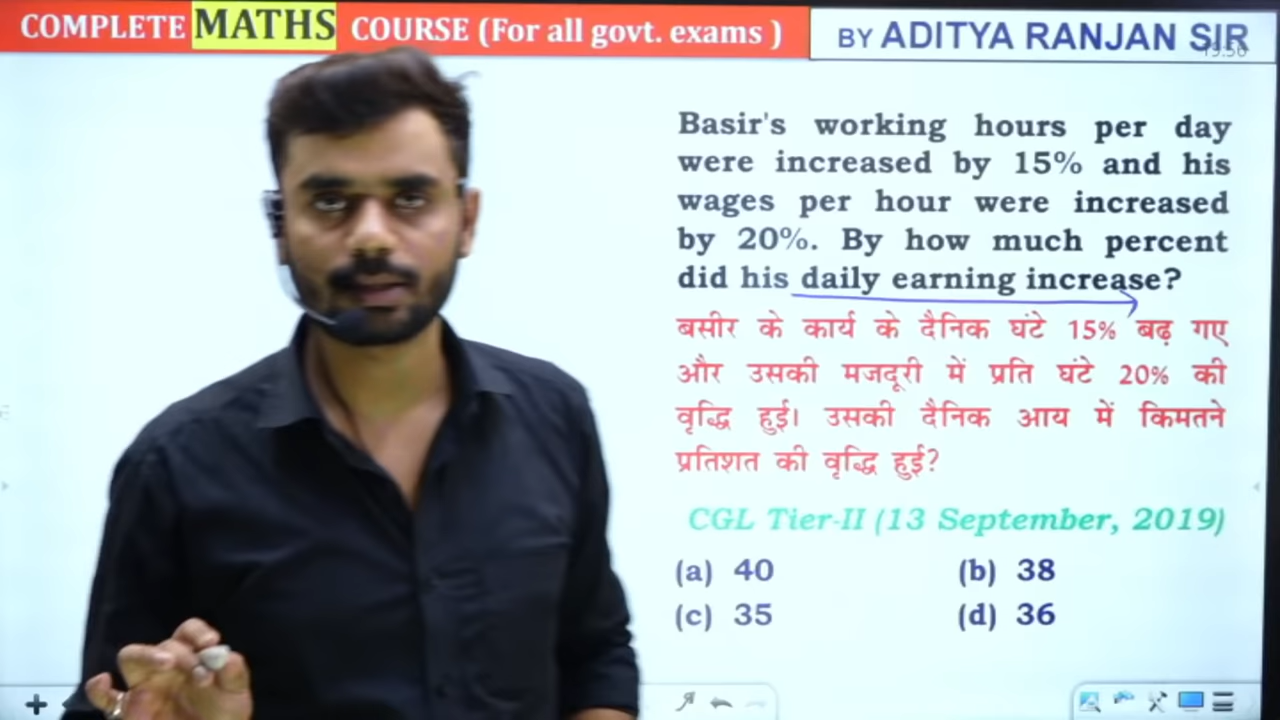 COMPLETE MATHS COURSE (For all govt. exams )
BY ADITYA RANJAN SIR
Basir's working hours per day
were increased by 15% and his
wages per hour were increased
by 20%. By how much percent
did his daily earning increase?
बसीर के कार्य के दैनिक घंटे 15% बढ़ गए
और उसकी मजदूरी में प्रति घंटे 20% की
वृद्धि हुई। उसकी दैनिक आय में किमतने
प्रतिशत की वृद्धि हुई?
CGL Tier-II (13 September, 2019)
(a) 40 (b) 38
(c) 35 (d) 36